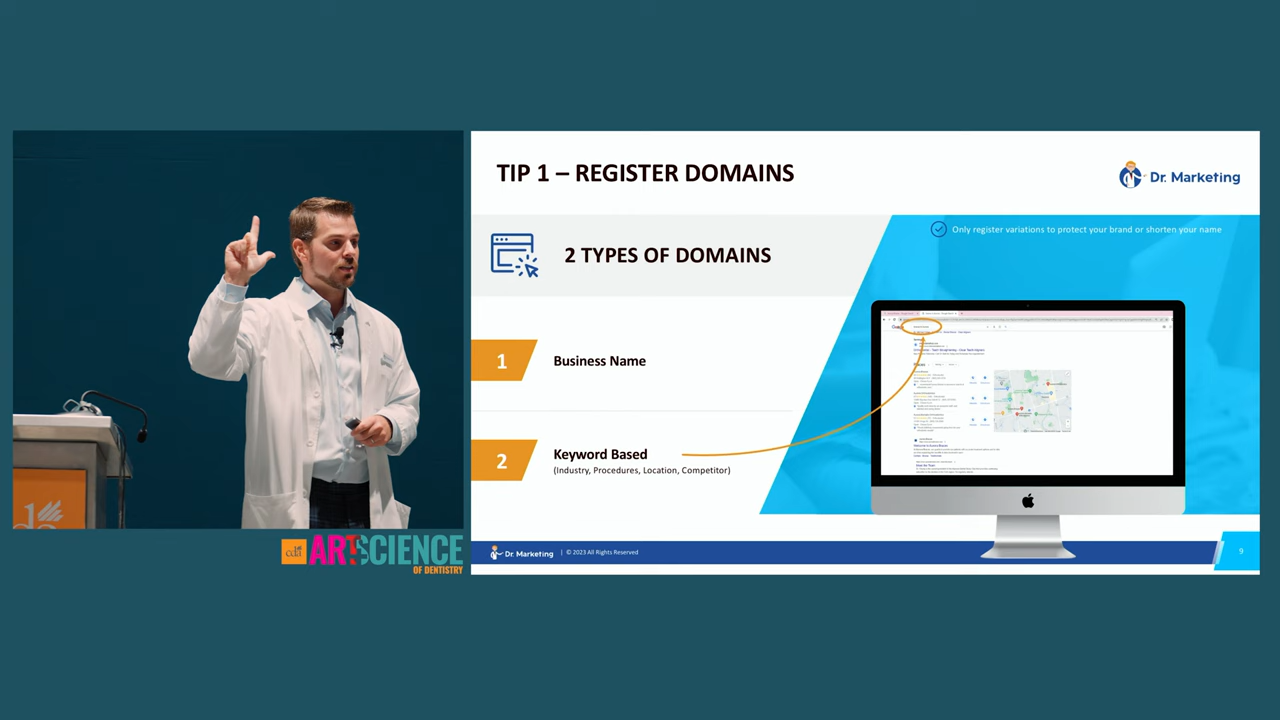 TIP 1 – REGISTER DOMAINS
Dr. Marketing
Only register variations to protect your brand or shorten your name
2 TYPES OF DOMAINS
1
Business Name
2
Keyword Based
(Industry, Procedures, Location, Competitor)
cda
ART SCIENCE
OF DENTISTRY
Dr. Marketing | © 2023 All Rights Reserved
9